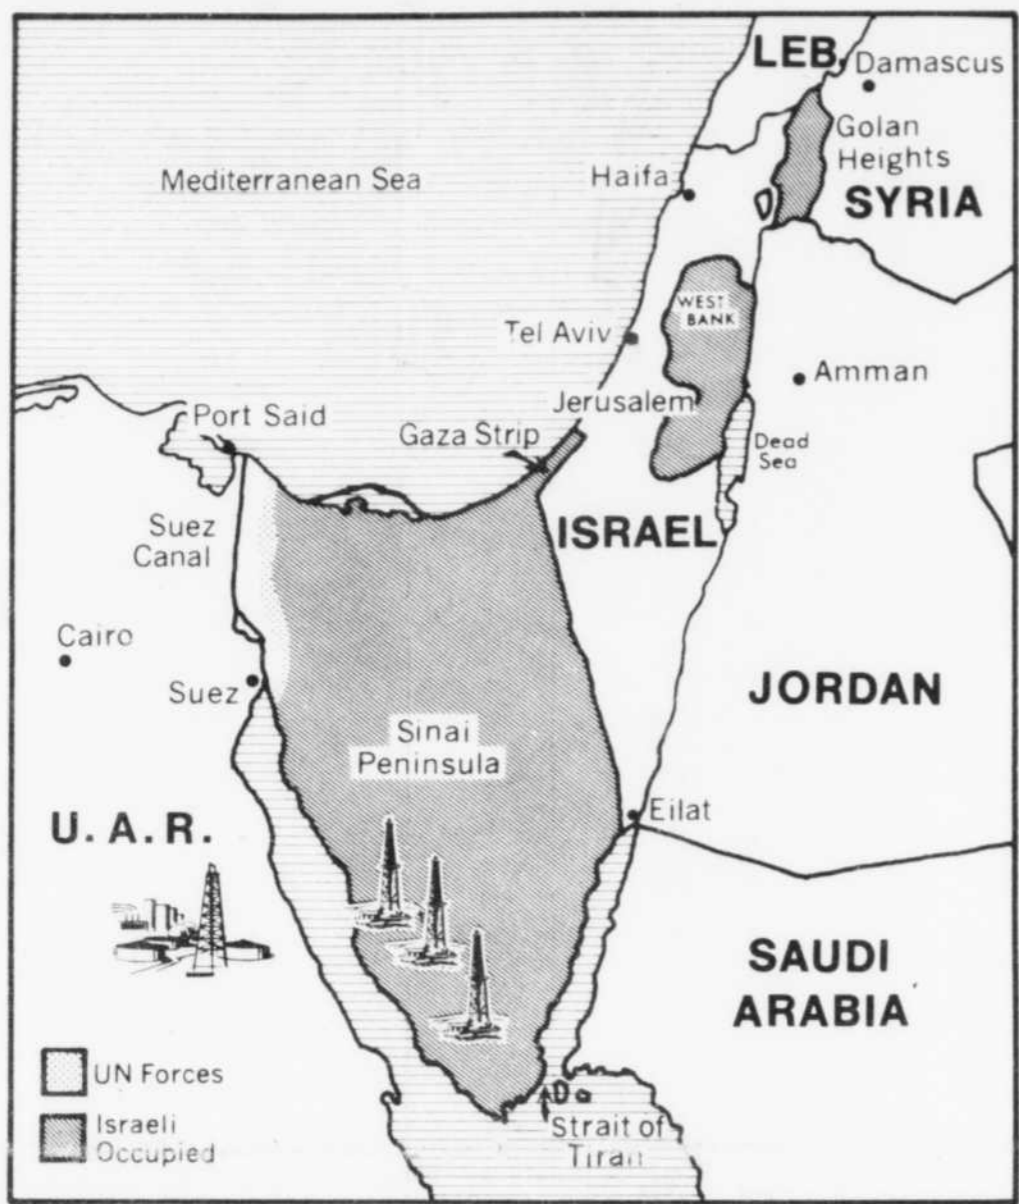 LEB.
Damascus
Golan
Heights
SYRIA
Mediterranean Sea
Haifa
WEST
BANK
Tel Aviv
Amman
Jerusalem
Port Said
Gaza Strip
Dead
Sea
Suez
Canal
ISRAEL
Cairo
Suez
JORDAN
Sinai
Peninsula
Eilat
U. A. R.
SAUDI
ARABIA
UN Forces
Israeli
Occupied
Strait of
Tiran